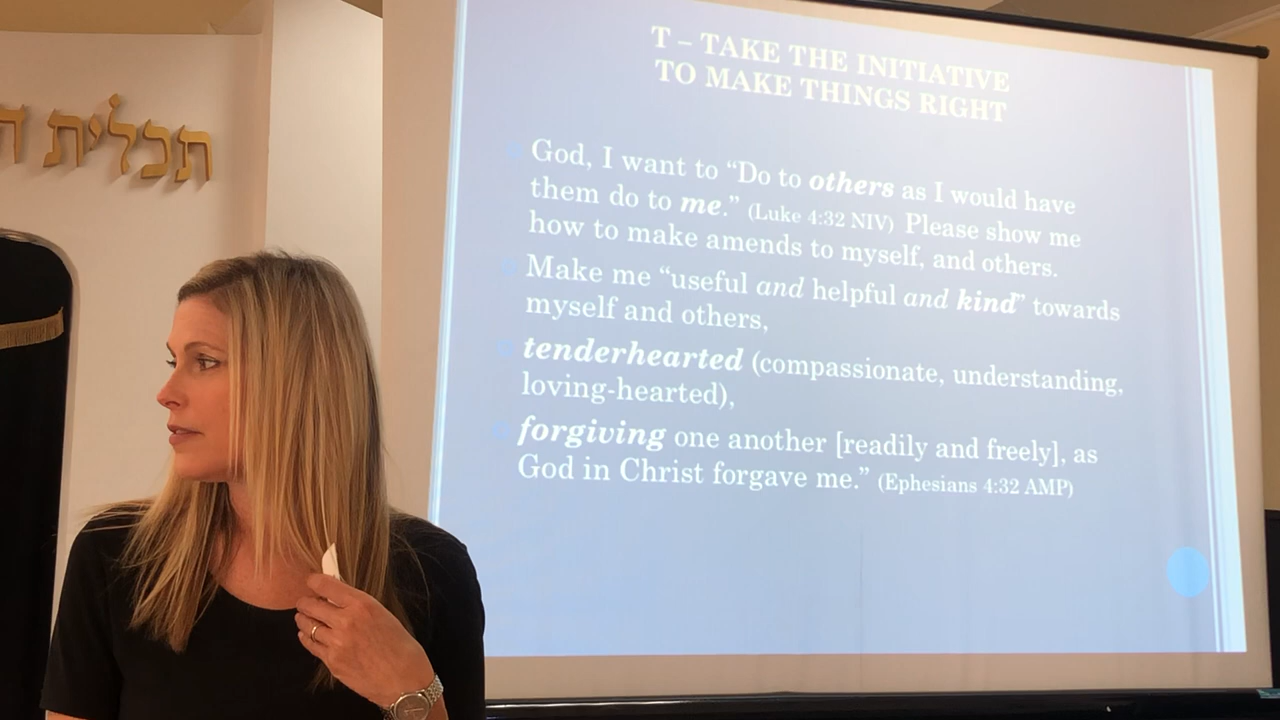 תכלית ה
T – TAKE THE INITIATIVE
TO MAKE THINGS RIGHT
God, I want to “Do to others as I would have
them do to me.” (Luke 4:32 NIV) Please show me
how to make amends to myself, and others.
Make me “useful and helpful and kind” towards
myself and others,
tenderhearted (compassionate, understanding,
loving-hearted),
forgiving one another [readily and freely], as
God in Christ forgave me.” (Ephesians 4:32 AMP)